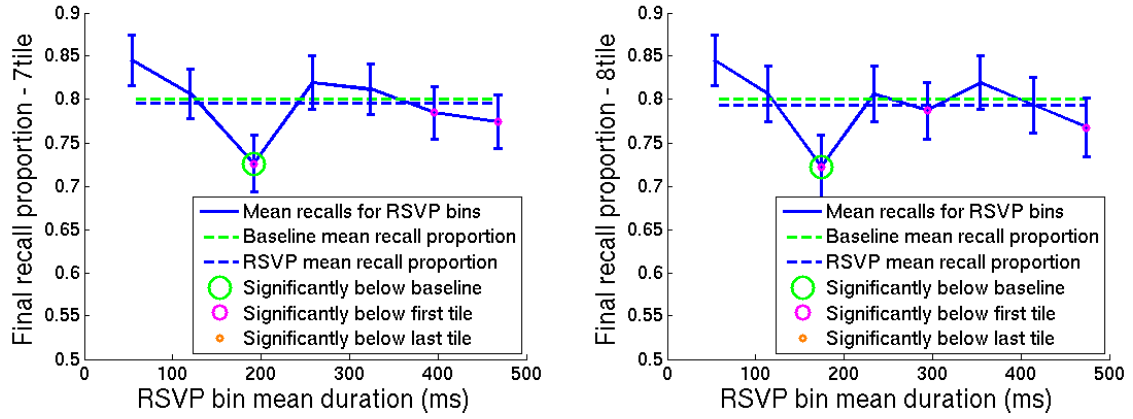 Final recall proportion - 7tile
0.9
0.85
0.8
0.75
0.7
0.65
0.6
0.55
0.5
Mean recalls for RSVP bins
Baseline mean recall proportion
RSVP mean recall proportion
Significantly below baseline
Significantly below first tile
Significantly below last tile
0 100 200 300 400 500
RSVP bin mean duration (ms)
Final recall proportion - 8tile
0.9
0.85
0.8
0.75
0.7
0.65
0.6
0.55
0.5
Mean recalls for RSVP bins
Baseline mean recall proportion
RSVP mean recall proportion
Significantly below baseline
Significantly below first tile
Significantly below last tile
0 100 200 300 400 500
RSVP bin mean duration (ms)